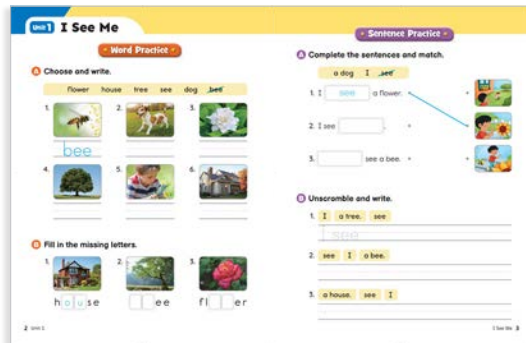 Unit 1 I See Me
Word Practice
A Choose and write.
flower house tree see dog bee
1. 2. 3.
bee
4. 5. 6.
B Fill in the missing letters.
1. 2. 3.
house ee fl er
2 Unit 1
Sentence Practice
A Complete the sentences and match.
a dog I see
1. I see a flower.
2. I see .
3. see a bee.
B Unscramble and write.
1. I a tree. see
I see
2. see I a bee.
3. a house. see I
I See Me 3